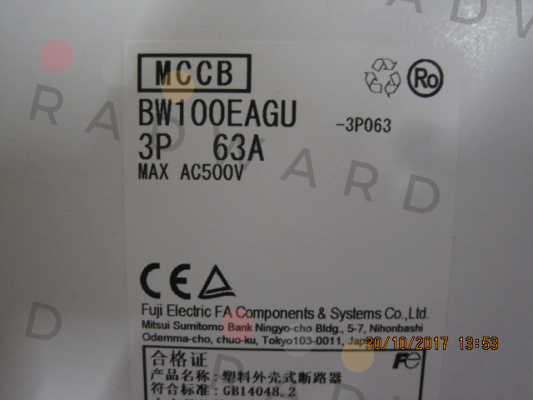 MCCB
Ro
BW100EAGU -3P063
3P 63A
MAX AC500V
RADWARD
CE
Fuji Electric FA Components & Systems Co.,Ltd.
Mitsui Sumitomo Bank Ningyo-cho Bldg., 5-7, Nihonbashi
Odemma-cho, chuo-ku, Tokyo103-0011, Japan
30/10/2017 13:53
合格证
Fe
产品名称:塑料外壳式断路器
符合标准:GB14048.2